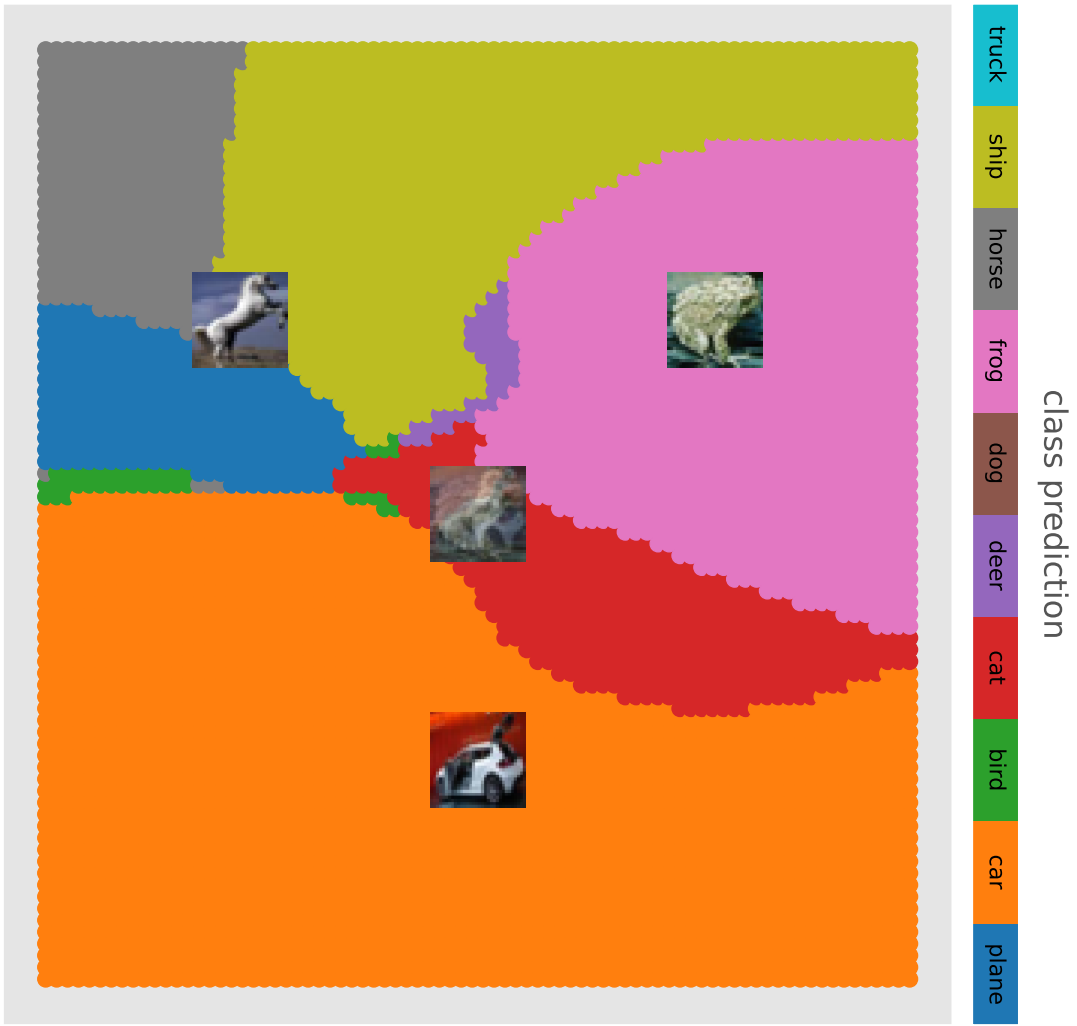 truck
ship
horse
frog
dog
deer
cat
bird
car
plane
class prediction